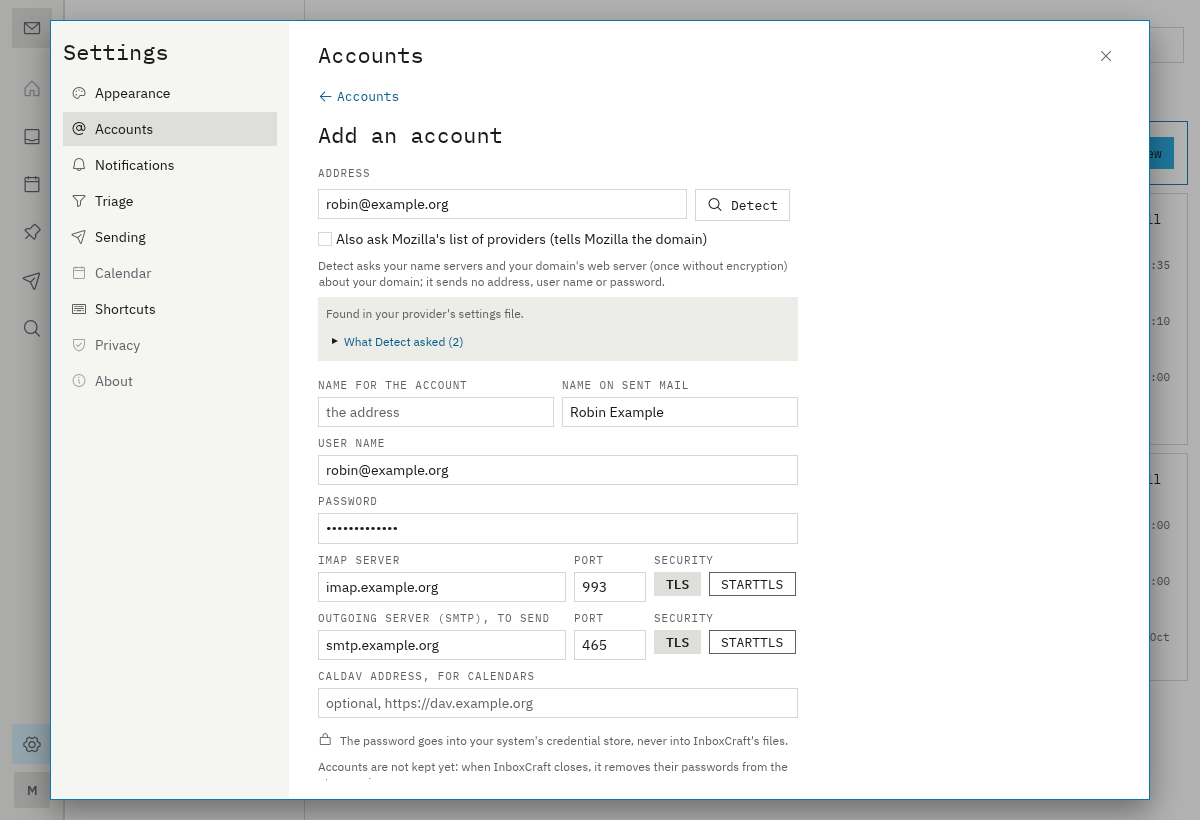 Settings
Appearance
Accounts
Notifications
Triage
Sending
Calendar
Shortcuts
Privacy
About
M
Accounts
← Accounts
Add an account
ADDRESS
robin@example.org
Detect
Also ask Mozilla's list of providers (tells Mozilla the domain)
Detect asks your name servers and your domain's web server (once without encryption)
about your domain; it sends no address, user name or password.
Found in your provider's settings file.
What Detect asked (2)
NAME FOR THE ACCOUNT NAME ON SENT MAIL
the address Robin Example
USER NAME
robin@example.org
PASSWORD
•••••••••••••
IMAP SERVER PORT SECURITY
imap.example.org 993 TLS STARTTLS
OUTGOING SERVER (SMTP), TO SEND PORT SECURITY
smtp.example.org 465 TLS STARTTLS
CALDAV ADDRESS, FOR CALENDARS
optional, https://dav.example.org
The password goes into your system's credential store, never into InboxCraft's files.
Accounts are not kept yet: when InboxCraft closes, it removes their passwords from the
:35
:10
:00
:00
:00
Oct